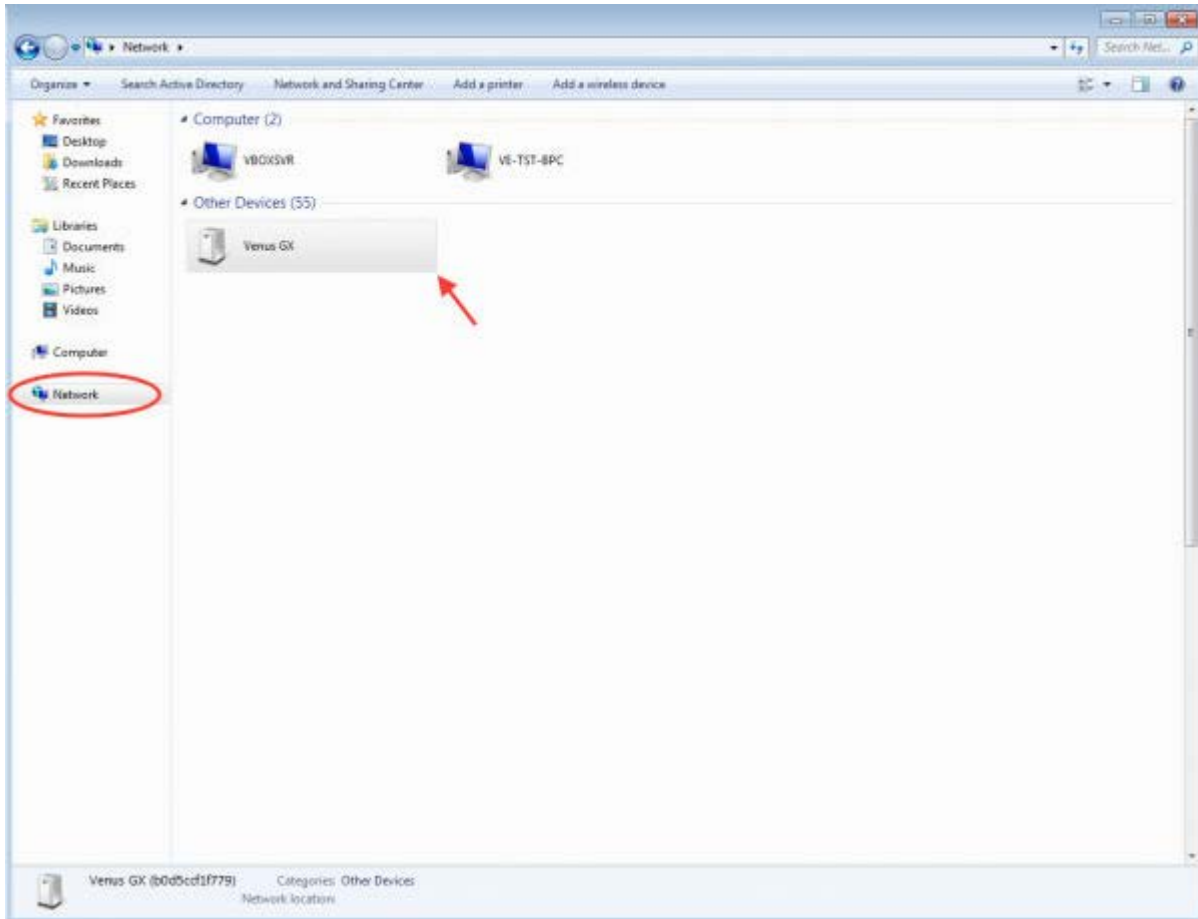 Network
Search Net...
Organize
Search Active Directory
Network and Sharing Center
Add a printer
Add a wireless device
Favorites
Desktop
Downloads
Recent Places
Libraries
Documents
Music
Pictures
Videos
Computer
Network
Computer (2)
VBOXSVR
VE-TST-8PC
Other Devices (55)
Venus GX
Venus GX (b0d5ccf1f779)
Categories: Other Devices
Network location: